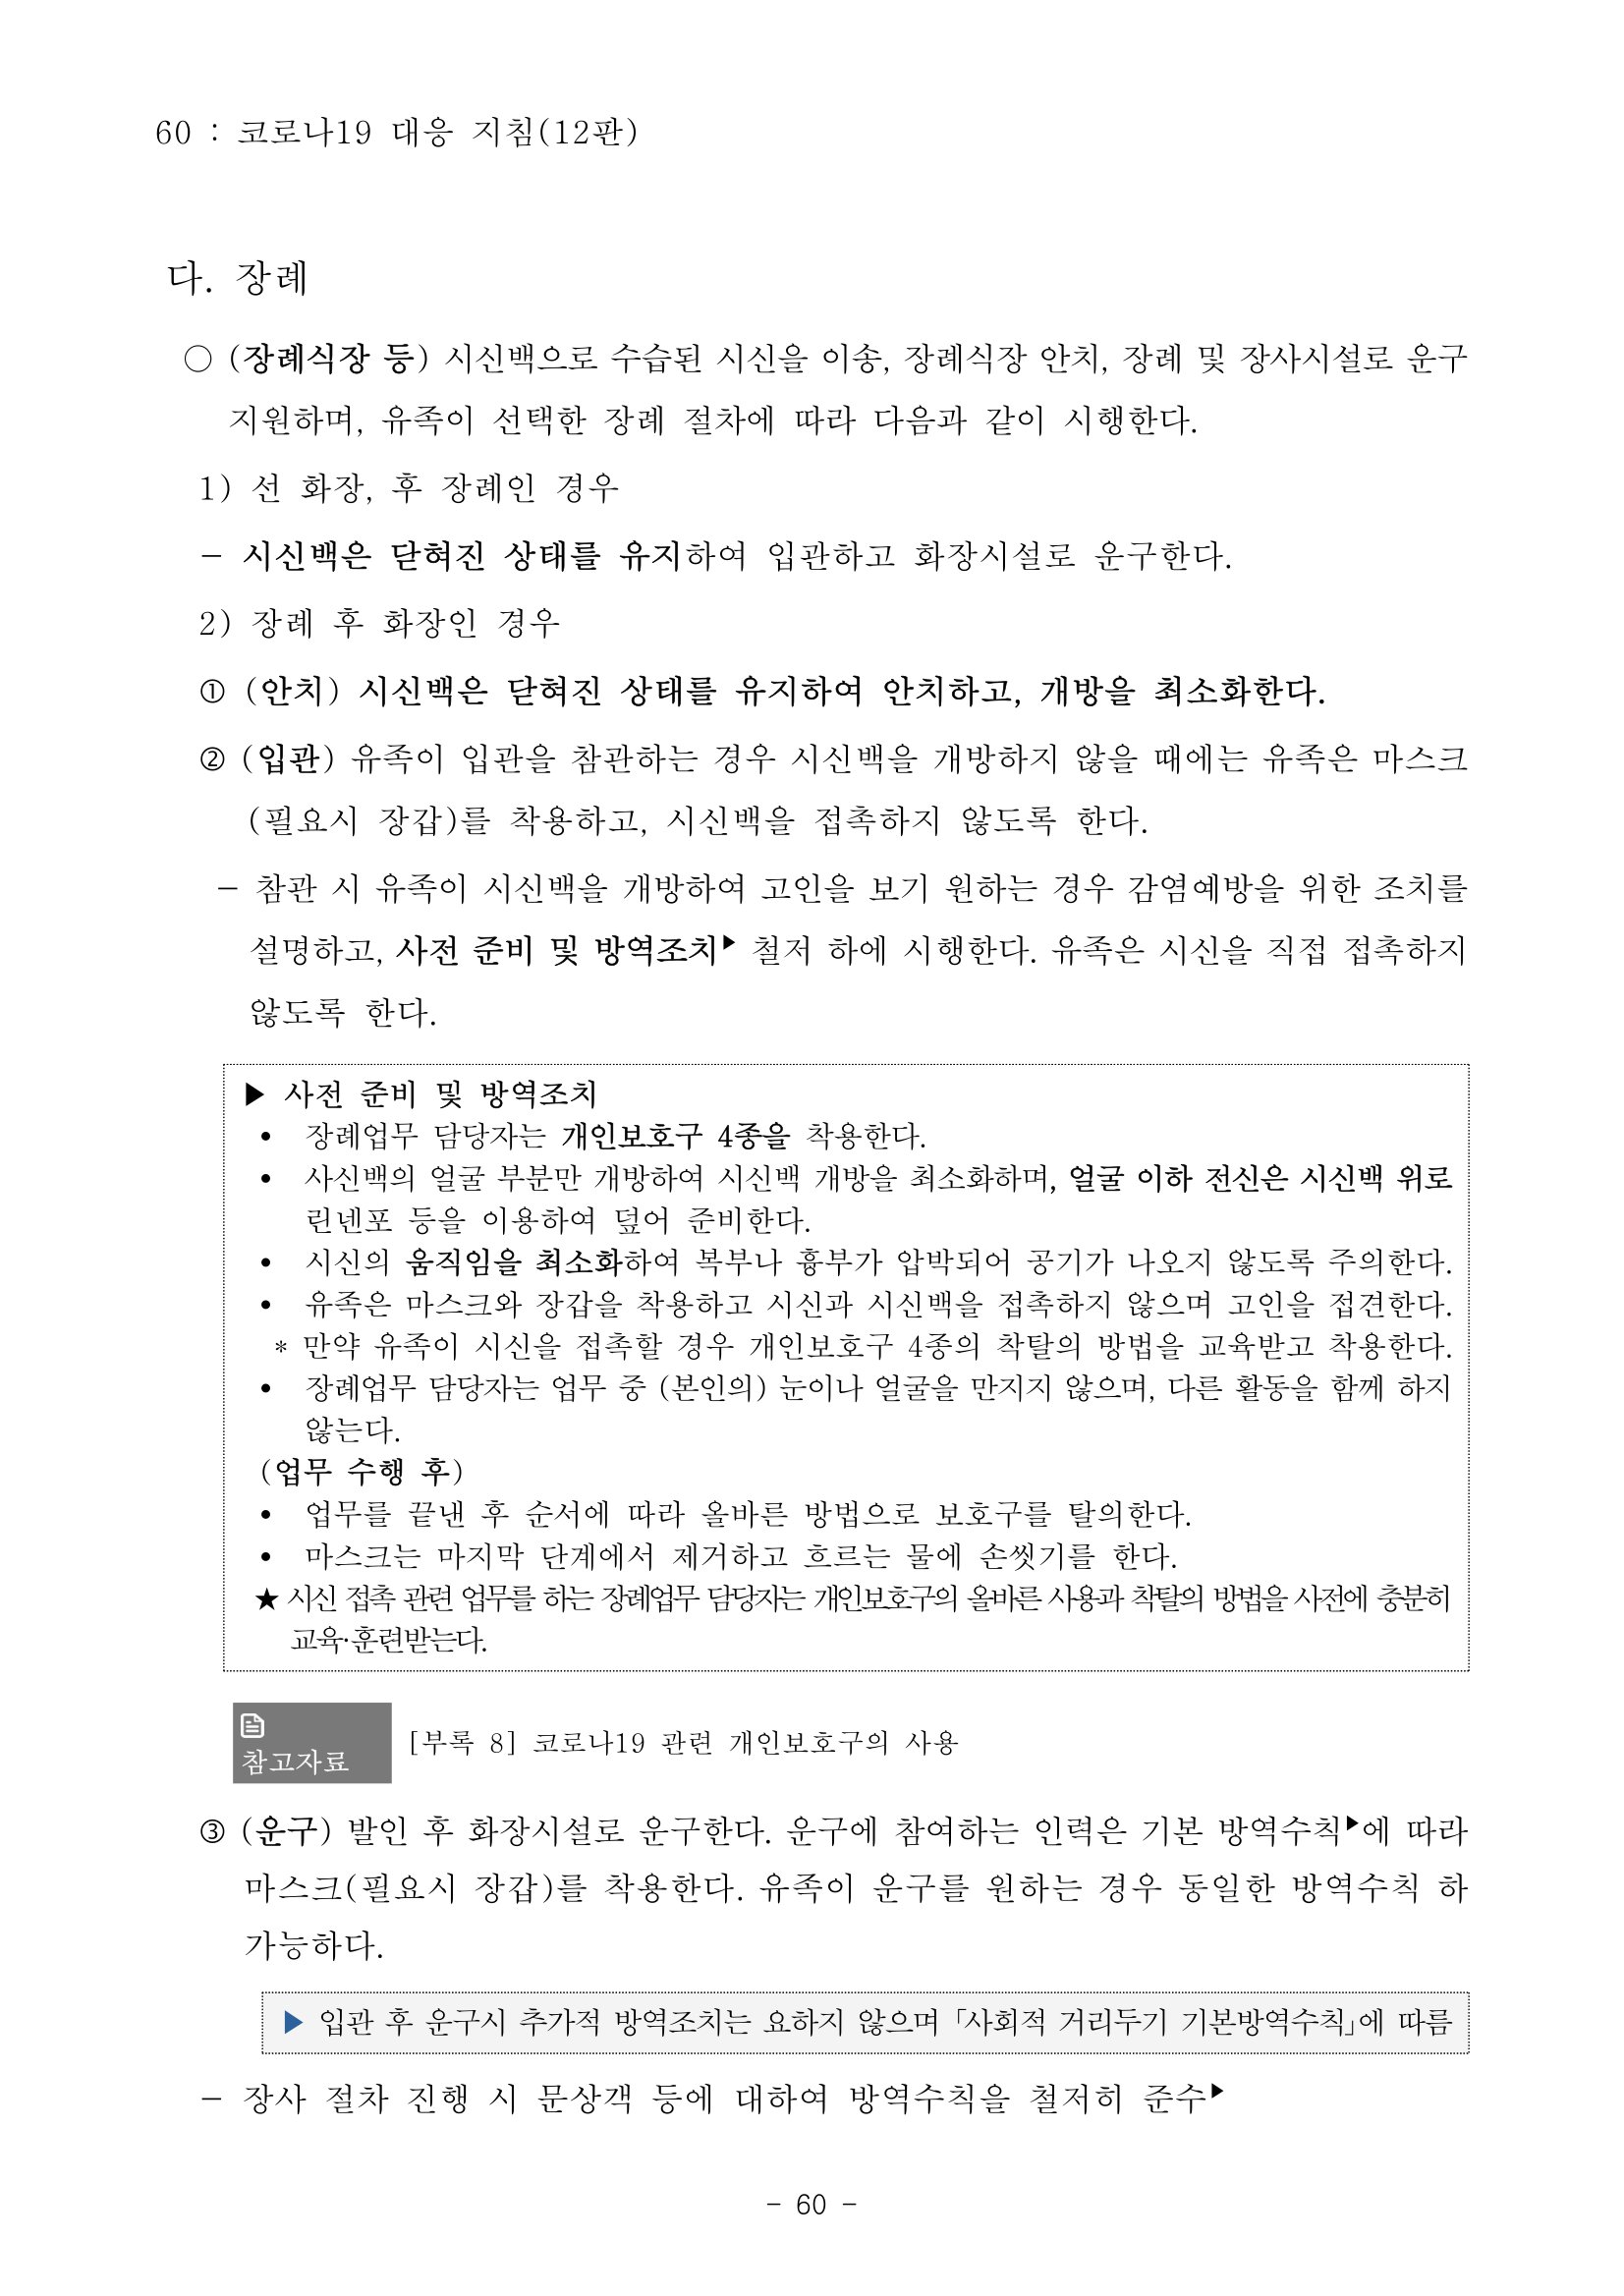 60 : 코로나19 대응 지침(12판)
다. 장례
○ (장례식장 등) 시신백으로 수습된 시신을 이송, 장례식장 안치, 장례 및 장사시설로 운구
지원하며, 유족이 선택한 장례 절차에 따라 다음과 같이 시행한다.
1) 선 화장, 후 장례인 경우
- 시신백은 닫혀진 상태를 유지하여 입관하고 화장시설로 운구한다.
2) 장례 후 화장인 경우
① (안치) 시신백은 닫혀진 상태를 유지하여 안치하고, 개방을 최소화한다.
② (입관) 유족이 입관을 참관하는 경우 시신백을 개방하지 않을 때에는 유족은 마스크
(필요시 장갑)를 착용하고, 시신백을 접촉하지 않도록 한다.
- 참관 시 유족이 시신백을 개방하여 고인을 보기 원하는 경우 감염예방을 위한 조치를
설명하고, 사전 준비 및 방역조치▶ 철저 하에 시행한다. 유족은 시신을 직접 접촉하지
않도록 한다.
▶ 사전 준비 및 방역조치
• 장례업무 담당자는 개인보호구 4종을 착용한다.
• 사신백의 얼굴 부분만 개방하여 시신백 개방을 최소화하며, 얼굴 이하 전신은 시신백 위로
린넨포 등을 이용하여 덮어 준비한다.
• 시신의 움직임을 최소화하여 복부나 흉부가 압박되어 공기가 나오지 않도록 주의한다.
• 유족은 마스크와 장갑을 착용하고 시신과 시신백을 접촉하지 않으며 고인을 접견한다.
* 만약 유족이 시신을 접촉할 경우 개인보호구 4종의 착탈의 방법을 교육받고 착용한다.
• 장례업무 담당자는 업무 중 (본인의) 눈이나 얼굴을 만지지 않으며, 다른 활동을 함께 하지
않는다.
(업무 수행 후)
• 업무를 끝낸 후 순서에 따라 올바른 방법으로 보호구를 탈의한다.
• 마스크는 마지막 단계에서 제거하고 흐르는 물에 손씻기를 한다.
★ 시신 접촉 관련 업무를 하는 장례업무 담당자는 개인보호구의 올바른 사용과 착탈의 방법을 사전에 충분히
교육·훈련받는다.
참고자료
[부록 8] 코로나19 관련 개인보호구의 사용
③ (운구) 발인 후 화장시설로 운구한다. 운구에 참여하는 인력은 기본 방역수칙▶에 따라
마스크(필요시 장갑)를 착용한다. 유족이 운구를 원하는 경우 동일한 방역수칙 하
가능하다.
▶ 입관 후 운구시 추가적 방역조치는 요하지 않으며 「사회적 거리두기 기본방역수칙」에 따름
- 장사 절차 진행 시 문상객 등에 대하여 방역수칙을 철저히 준수▶
- 60 -